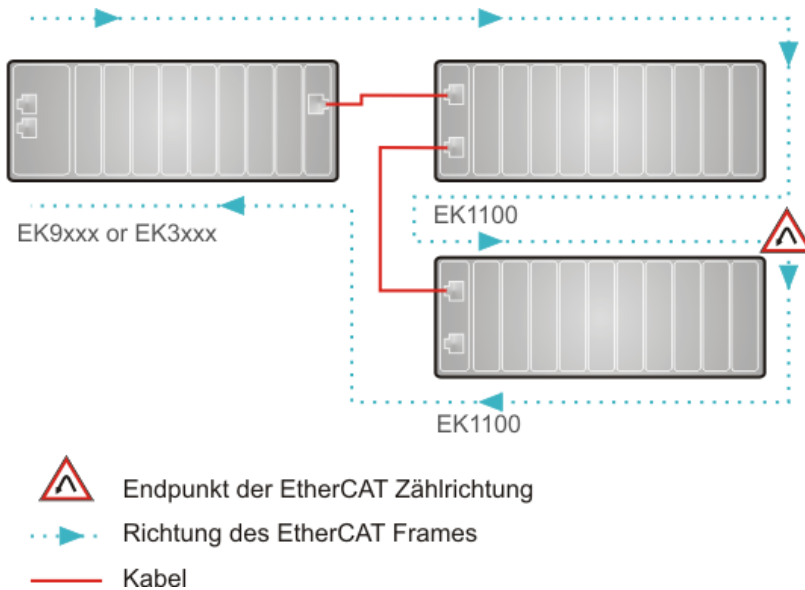 EK1100
EK9xxx or EK3xxx
EK1100
Endpunkt der EtherCAT Zählrichtung
Richtung des EtherCAT Frames
Kabel